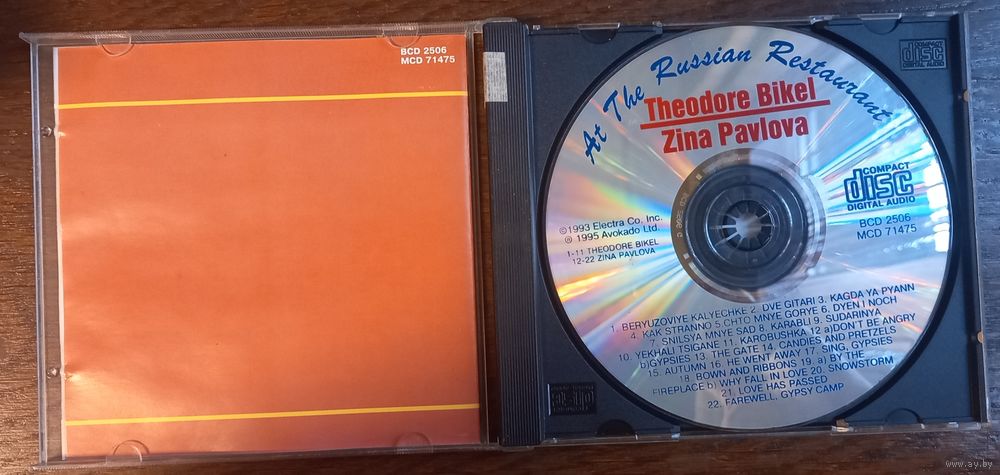 BCD 2506
MCD 71475
At The Russian Restaurant
Theodore Bikel
Zina Pavlova
COMPACT
disc
DIGITAL AUDIO
BCD 2506
MCD 71475
©1993 Electra Co. Inc.
℗ 1995 Avokado Ltd.
1-11 THEODORE BIKEL
12-22 ZINA PAVLOVA
1. BERYUZOVIYE KALYECHKE 2. DVE GITARI 3. KAGDA YA PYANN
4. KAK STRANNO 5.CHTO MNYE GORYE 6. DYEN I NOCH
7. SNILSYA MNYE SAD 8. KARABLI 9. SUDARINYA
10. YEKHALI TSIGANE 11. KAROBUSHKA 12 a)DON'T BE ANGRY
b)GYPSIES 13. THE GATE 14. CANDIES AND PRETZELS
15. AUTUMN 16. HE WENT AWAY 17. SING, GYPSIES
18. BOWN AND RIBBONS 19. a) BY THE
FIREPLACE b) WHY FALL IN LOVE 20. SNOWSTORM
21. LOVE HAS PASSED
22. FAREWELL, GYPSY CAMP
COMPACT
disc
DIGITAL AUDIO
www.ay.by